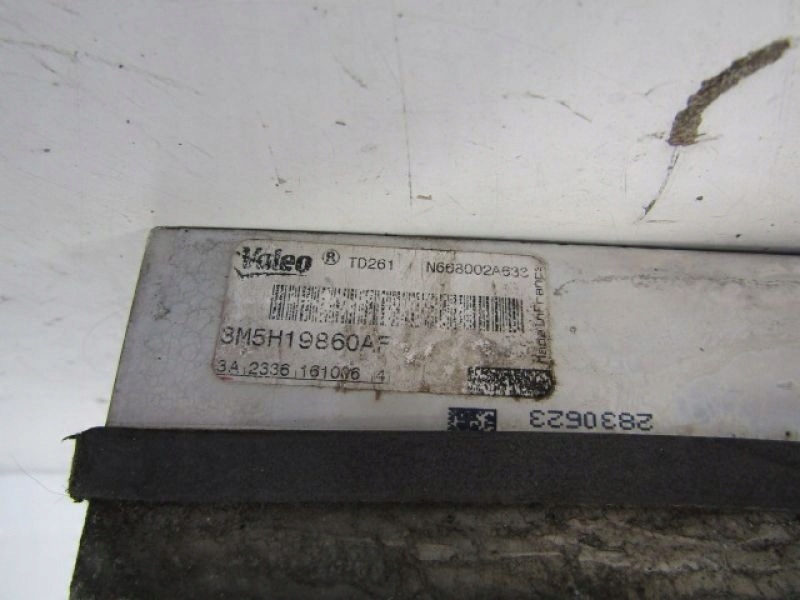 Valeo ® TD261 N668002A633
3M5H19860AF
3A 2336 161006 4
Made in France
2830623